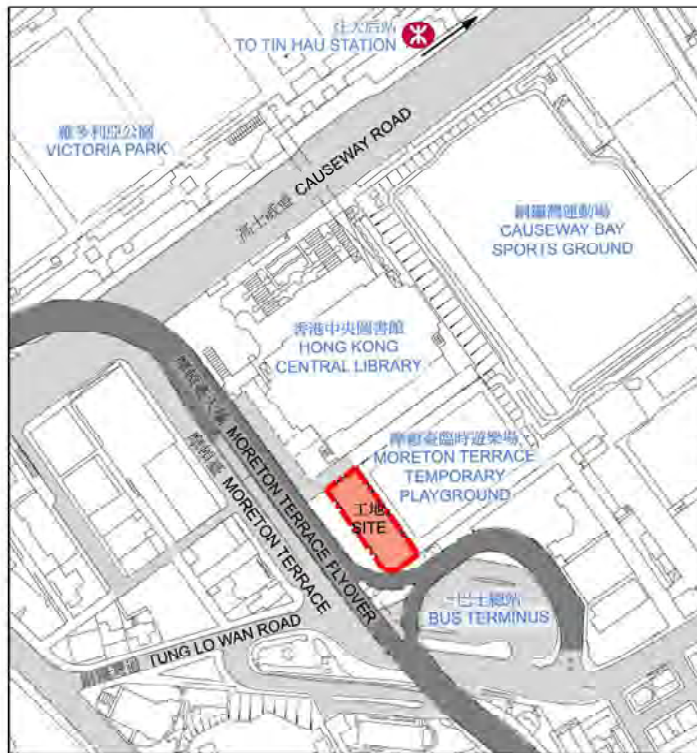 往天后站
TO TIN HAU STATION
維多利亞公園
VICTORIA PARK
高士威道 CAUSEWAY ROAD
銅鑼灣運動場
CAUSEWAY BAY
SPORTS GROUND
香港中央圖書館
HONG KONG
CENTRAL LIBRARY
摩頓臺天橋 MORETON TERRACE FLYOVER
摩頓臺 MORETON TERRACE
摩頓臺臨時遊樂場
MORETON TERRACE
TEMPORARY
PLAYGROUND
工地
SITE
巴士總站
BUS TERMINUS
銅鑼灣道 TUNG LO WAN ROAD